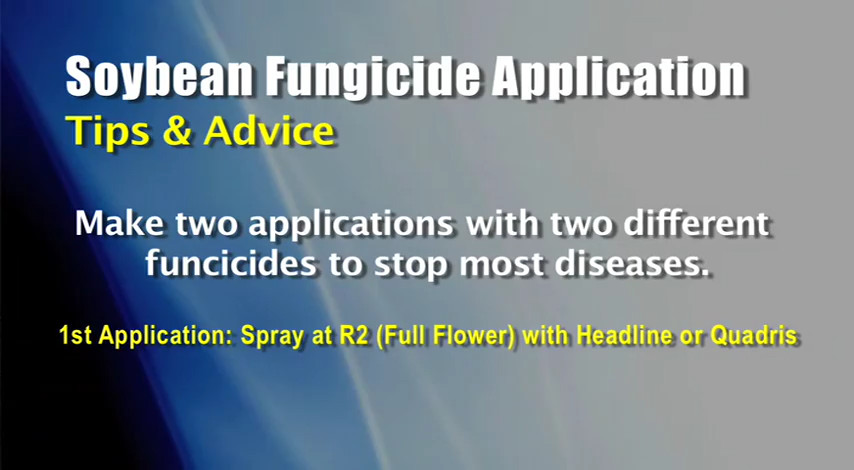 Soybean Fungicide Application
Tips & Advice
Make two applications with two different
funcicides to stop most diseases.
1st Application: Spray at R2 (Full Flower) with Headline or Quadris